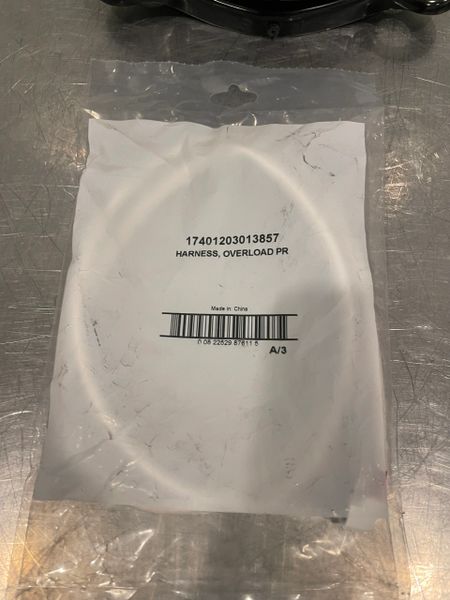 17401203013857
HARNESS, OVERLOAD PR
Made in: China
0 08 22529 87611 5
A/3